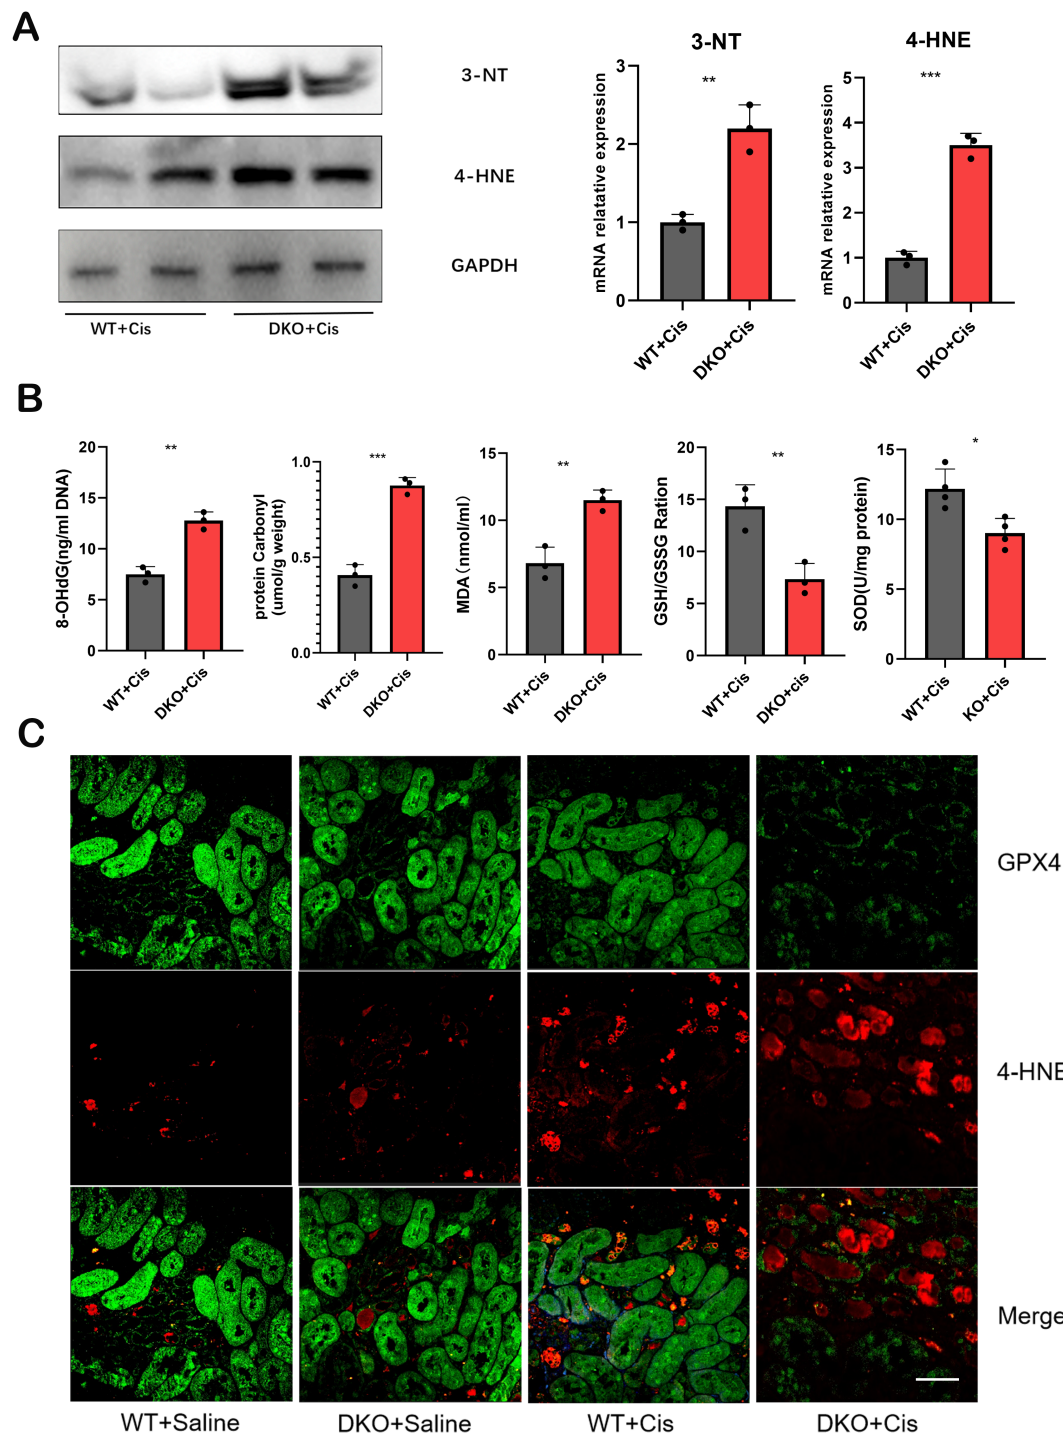 A
3-NT
4-HNE
GAPDH
WT+Cis
DKO+Cis
3-NT
mRNA relatative expression
3
2
1
0
**
WT+Cis
DKO+Cis
4-HNE
mRNA relatative expression
5
4
3
2
1
0
***
WT+Cis
DKO+Cis
B
8-OHdG(ng/ml DNA)
20
15
10
5
0
**
WT+Cis
DKO+Cis
protein Carbonyl
(umol/g weight)
1.0
0.5
0.0
***
WT+Cis
DKO+Cis
MDA（nmol/ml）
15
10
5
0
**
WT+Cis
DKO+Cis
GSH/GSSG Ration
20
15
10
5
0
**
WT+Cis
DKO+cis
SOD(U/mg protein)
15
10
5
0
*
WT+Cis
KO+Cis
C
GPX4
4-HNE
Merge
WT+Saline
DKO+Saline
WT+Cis
DKO+Cis